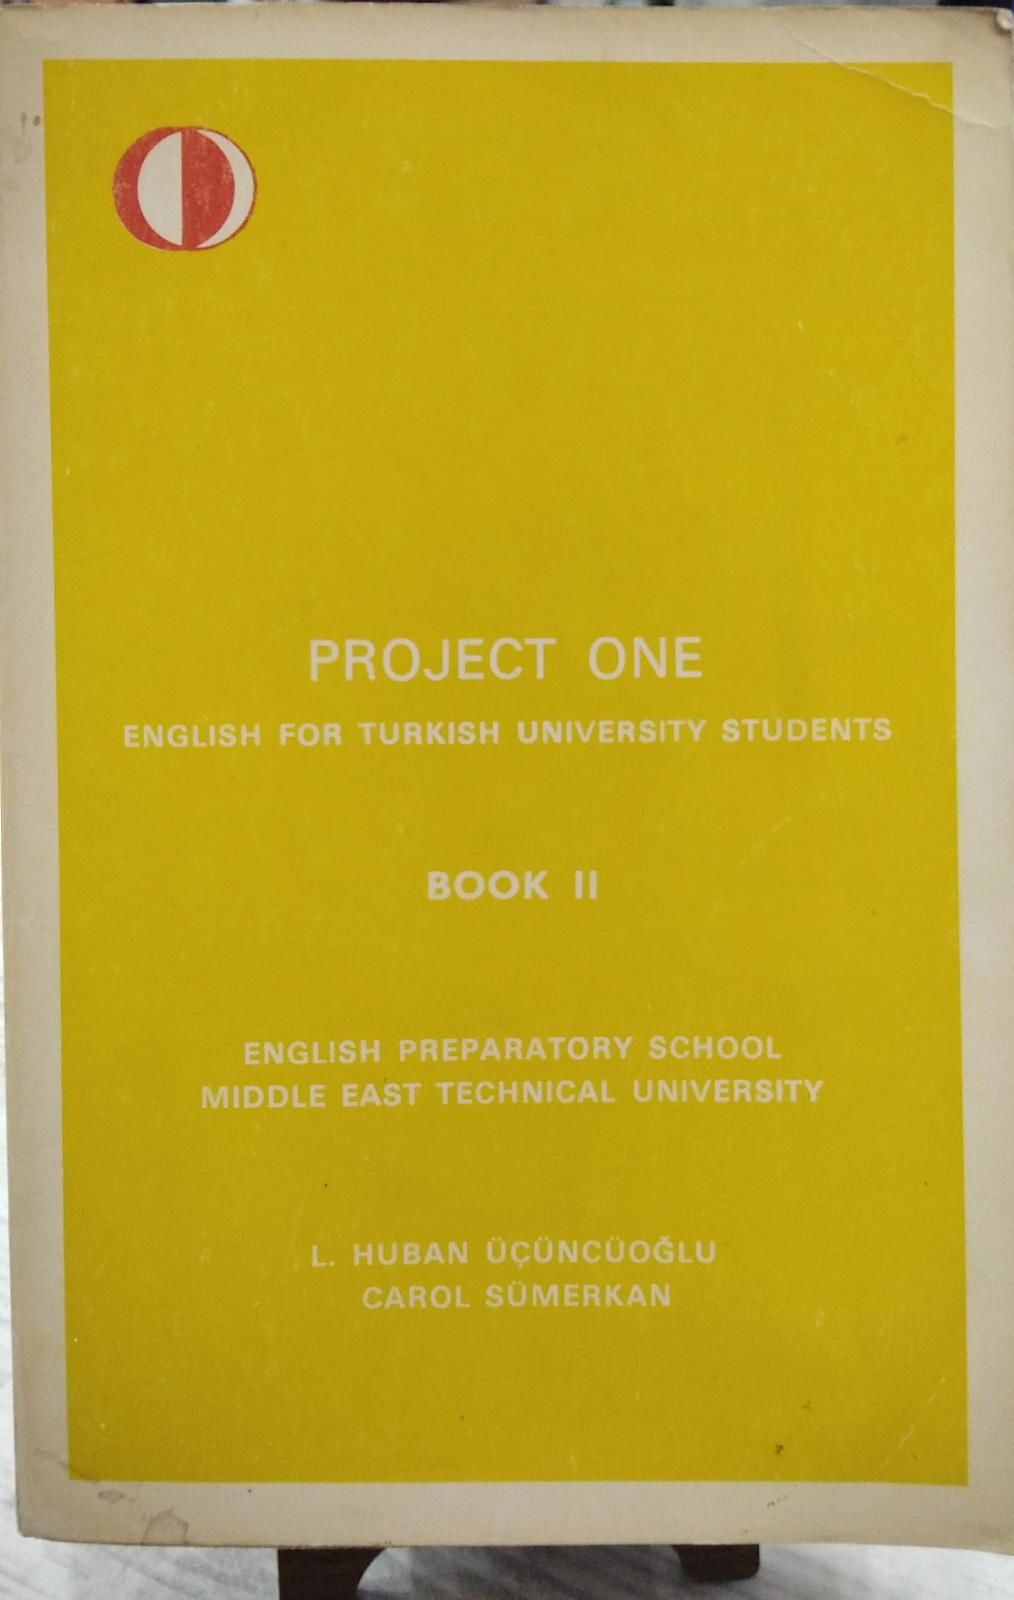 PROJECT ONE
ENGLISH FOR TURKISH UNIVERSITY STUDENTS
BOOK II
ENGLISH PREPARATORY SCHOOL
MIDDLE EAST TECHNICAL UNIVERSITY
L. HUBAN ÜÇÜNCÜOĞLU
CAROL SÜMERKAN